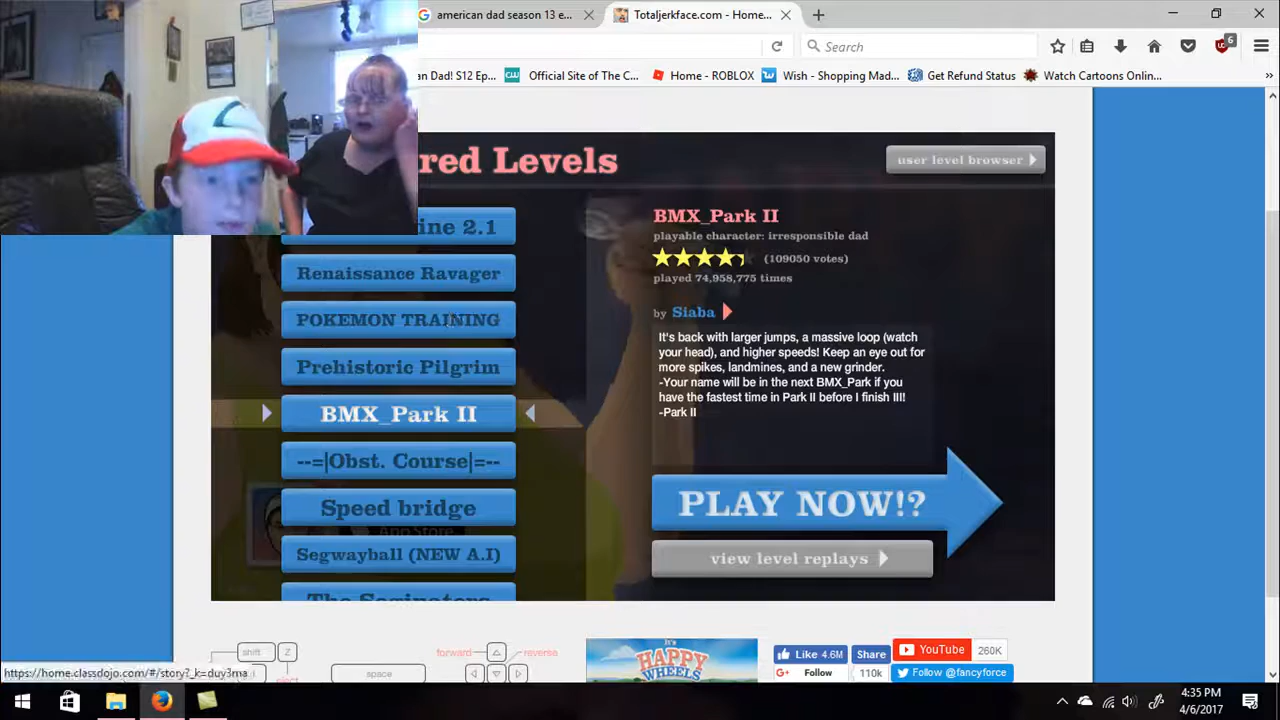 american dad season 13 e...
Totaljerkface.com - Home...
Search
6
an Dad! S12 Ep...
Official Site of The C...
Home - ROBLOX
Wish - Shopping Mad...
Get Refund Status
Watch Cartoons Onlin...
red Levels
user level browser
ine 2.1
Renaissance Ravager
POKEMON TRAINING
Prehistoric Pilgrim
BMX_Park II
--=|Obst. Course|=--
Speed bridge
App Store
Segwayball (NEW A.I)
BMX_Park II
playable character: irresponsible dad
(109050 votes)
played 74,958,775 times
by Siaba
It's back with larger jumps, a massive loop (watch
your head), and higher speeds! Keep an eye out for
more spikes, landmines, and a new grinder.
-Your name will be in the next BMX_Park if you
have the fastest time in Park II before I finish III!
-Park II
PLAY NOW!?
view level replays
shift
Z
eject
space
forward
reverse
It's
HAPPY
WHEELS
Like 4.6M
Share
YouTube
260K
Follow
110k
Follow @fancyforce
https://home.classdojo.com/#/story?_k=duy3ma
4:35 PM
4/6/2017